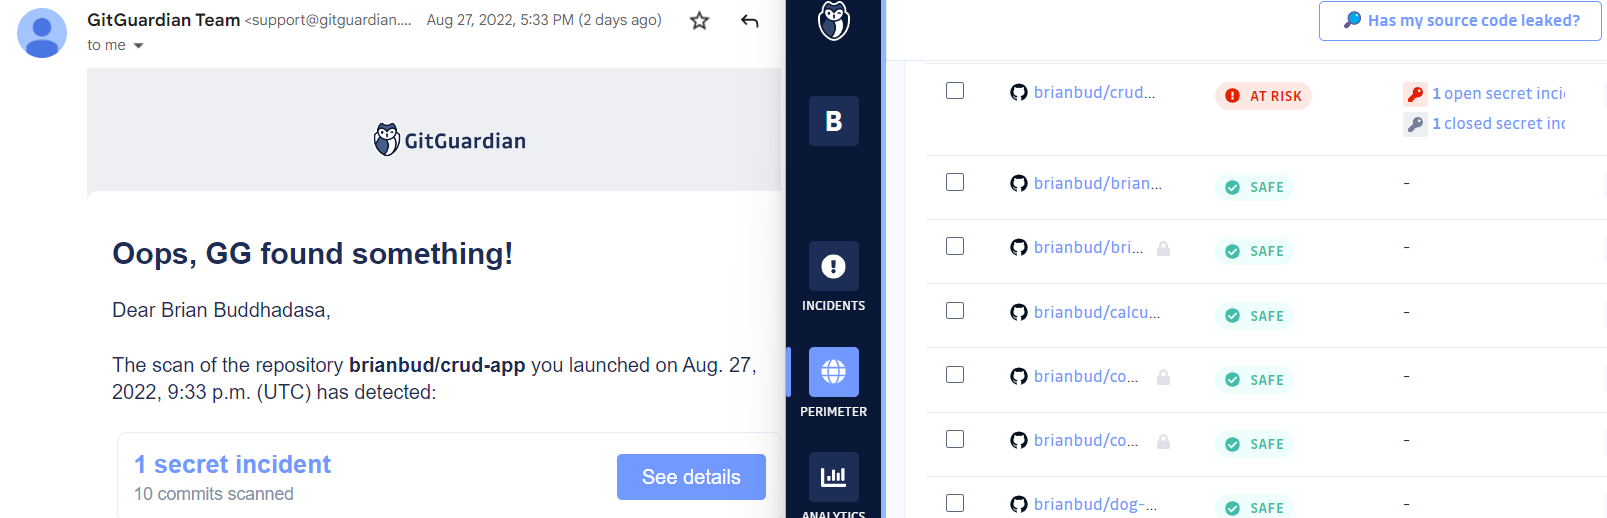 GitGuardian Team <support@gitguardian.... Aug 27, 2022, 5:33 PM (2 days ago)
to me
GitGuardian
Oops, GG found something!
Dear Brian Buddhadasa,
The scan of the repository brianbud/crud-app you launched on Aug. 27,
2022, 9:33 p.m. (UTC) has detected:
1 secret incident
10 commits scanned
See details
B
INCIDENTS
PERIMETER
ANALYTICS
Has my source code leaked?
brianbud/crud... AT RISK 1 open secret inci
1 closed secret inc
brianbud/brian... SAFE -
brianbud/bri... SAFE -
brianbud/calcu... SAFE -
brianbud/co... SAFE -
brianbud/co... SAFE -
brianbud/dog-... SAFE -